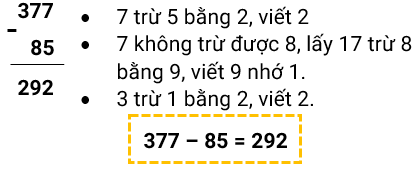 377
-
85
292
• 7 trừ 5 bằng 2, viết 2
• 7 không trừ được 8, lấy 17 trừ 8
bằng 9, viết 9 nhớ 1.
• 3 trừ 1 bằng 2, viết 2.
377 – 85 = 292